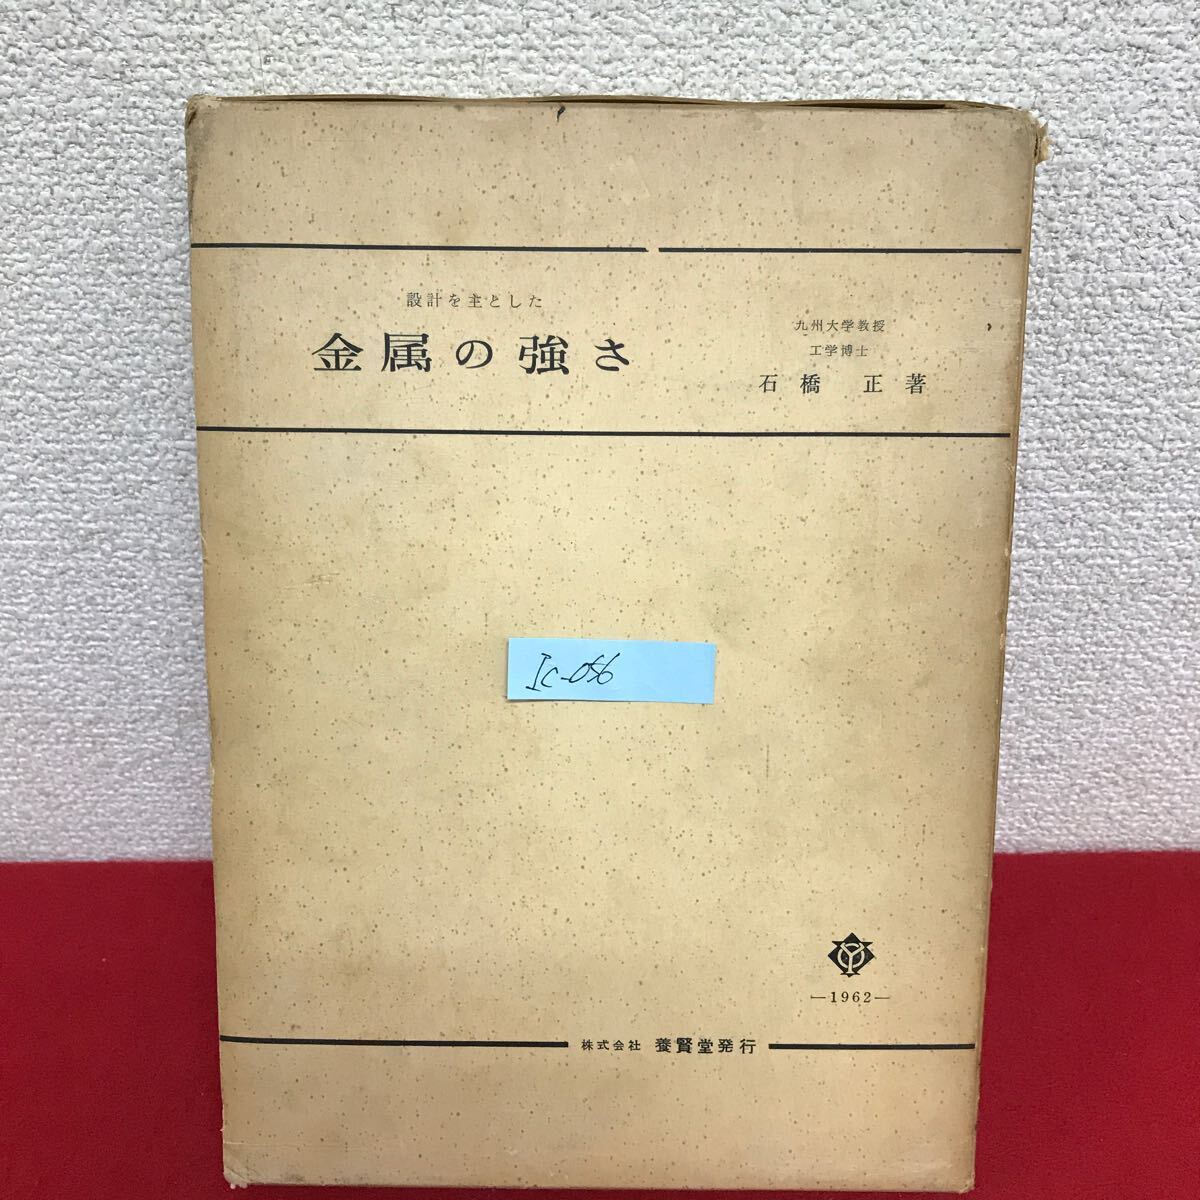 設計を主とした
金属の強さ
九州大学教授
工学博士
石橋 正 著
Ic-056
—1962—
株式会社 養賢堂発行